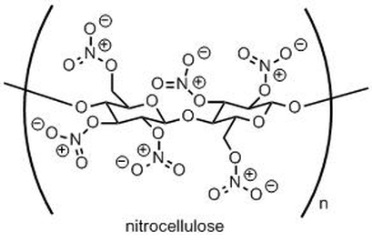 O ⊖ O ⊖
O ⊖
N ⊕ N ⊕
O O O
O N ⊕ O
O O O O
⊖ O O O O
N O
⊕ O N O O
⊖ O ⊕
O N O ⊖
⊕
n
nitrocellulose